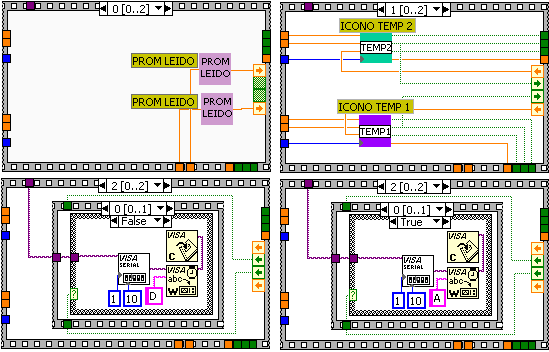 0 [0..2]
PROM LEIDO
PROM
LEIDO
PROM LEIDO
PROM
LEIDO
1 [0..2]
ICONO TEMP 2
TEMP2
ICONO TEMP 1
TEMP1
2 [0..2]
0 [0..1]
False
VISA
C
VISA
SERIAL
VISA
abc
W
1
10
D
?
2 [0..2]
0 [0..1]
True
VISA
C
VISA
SERIAL
VISA
abc
W
1
10
A
?